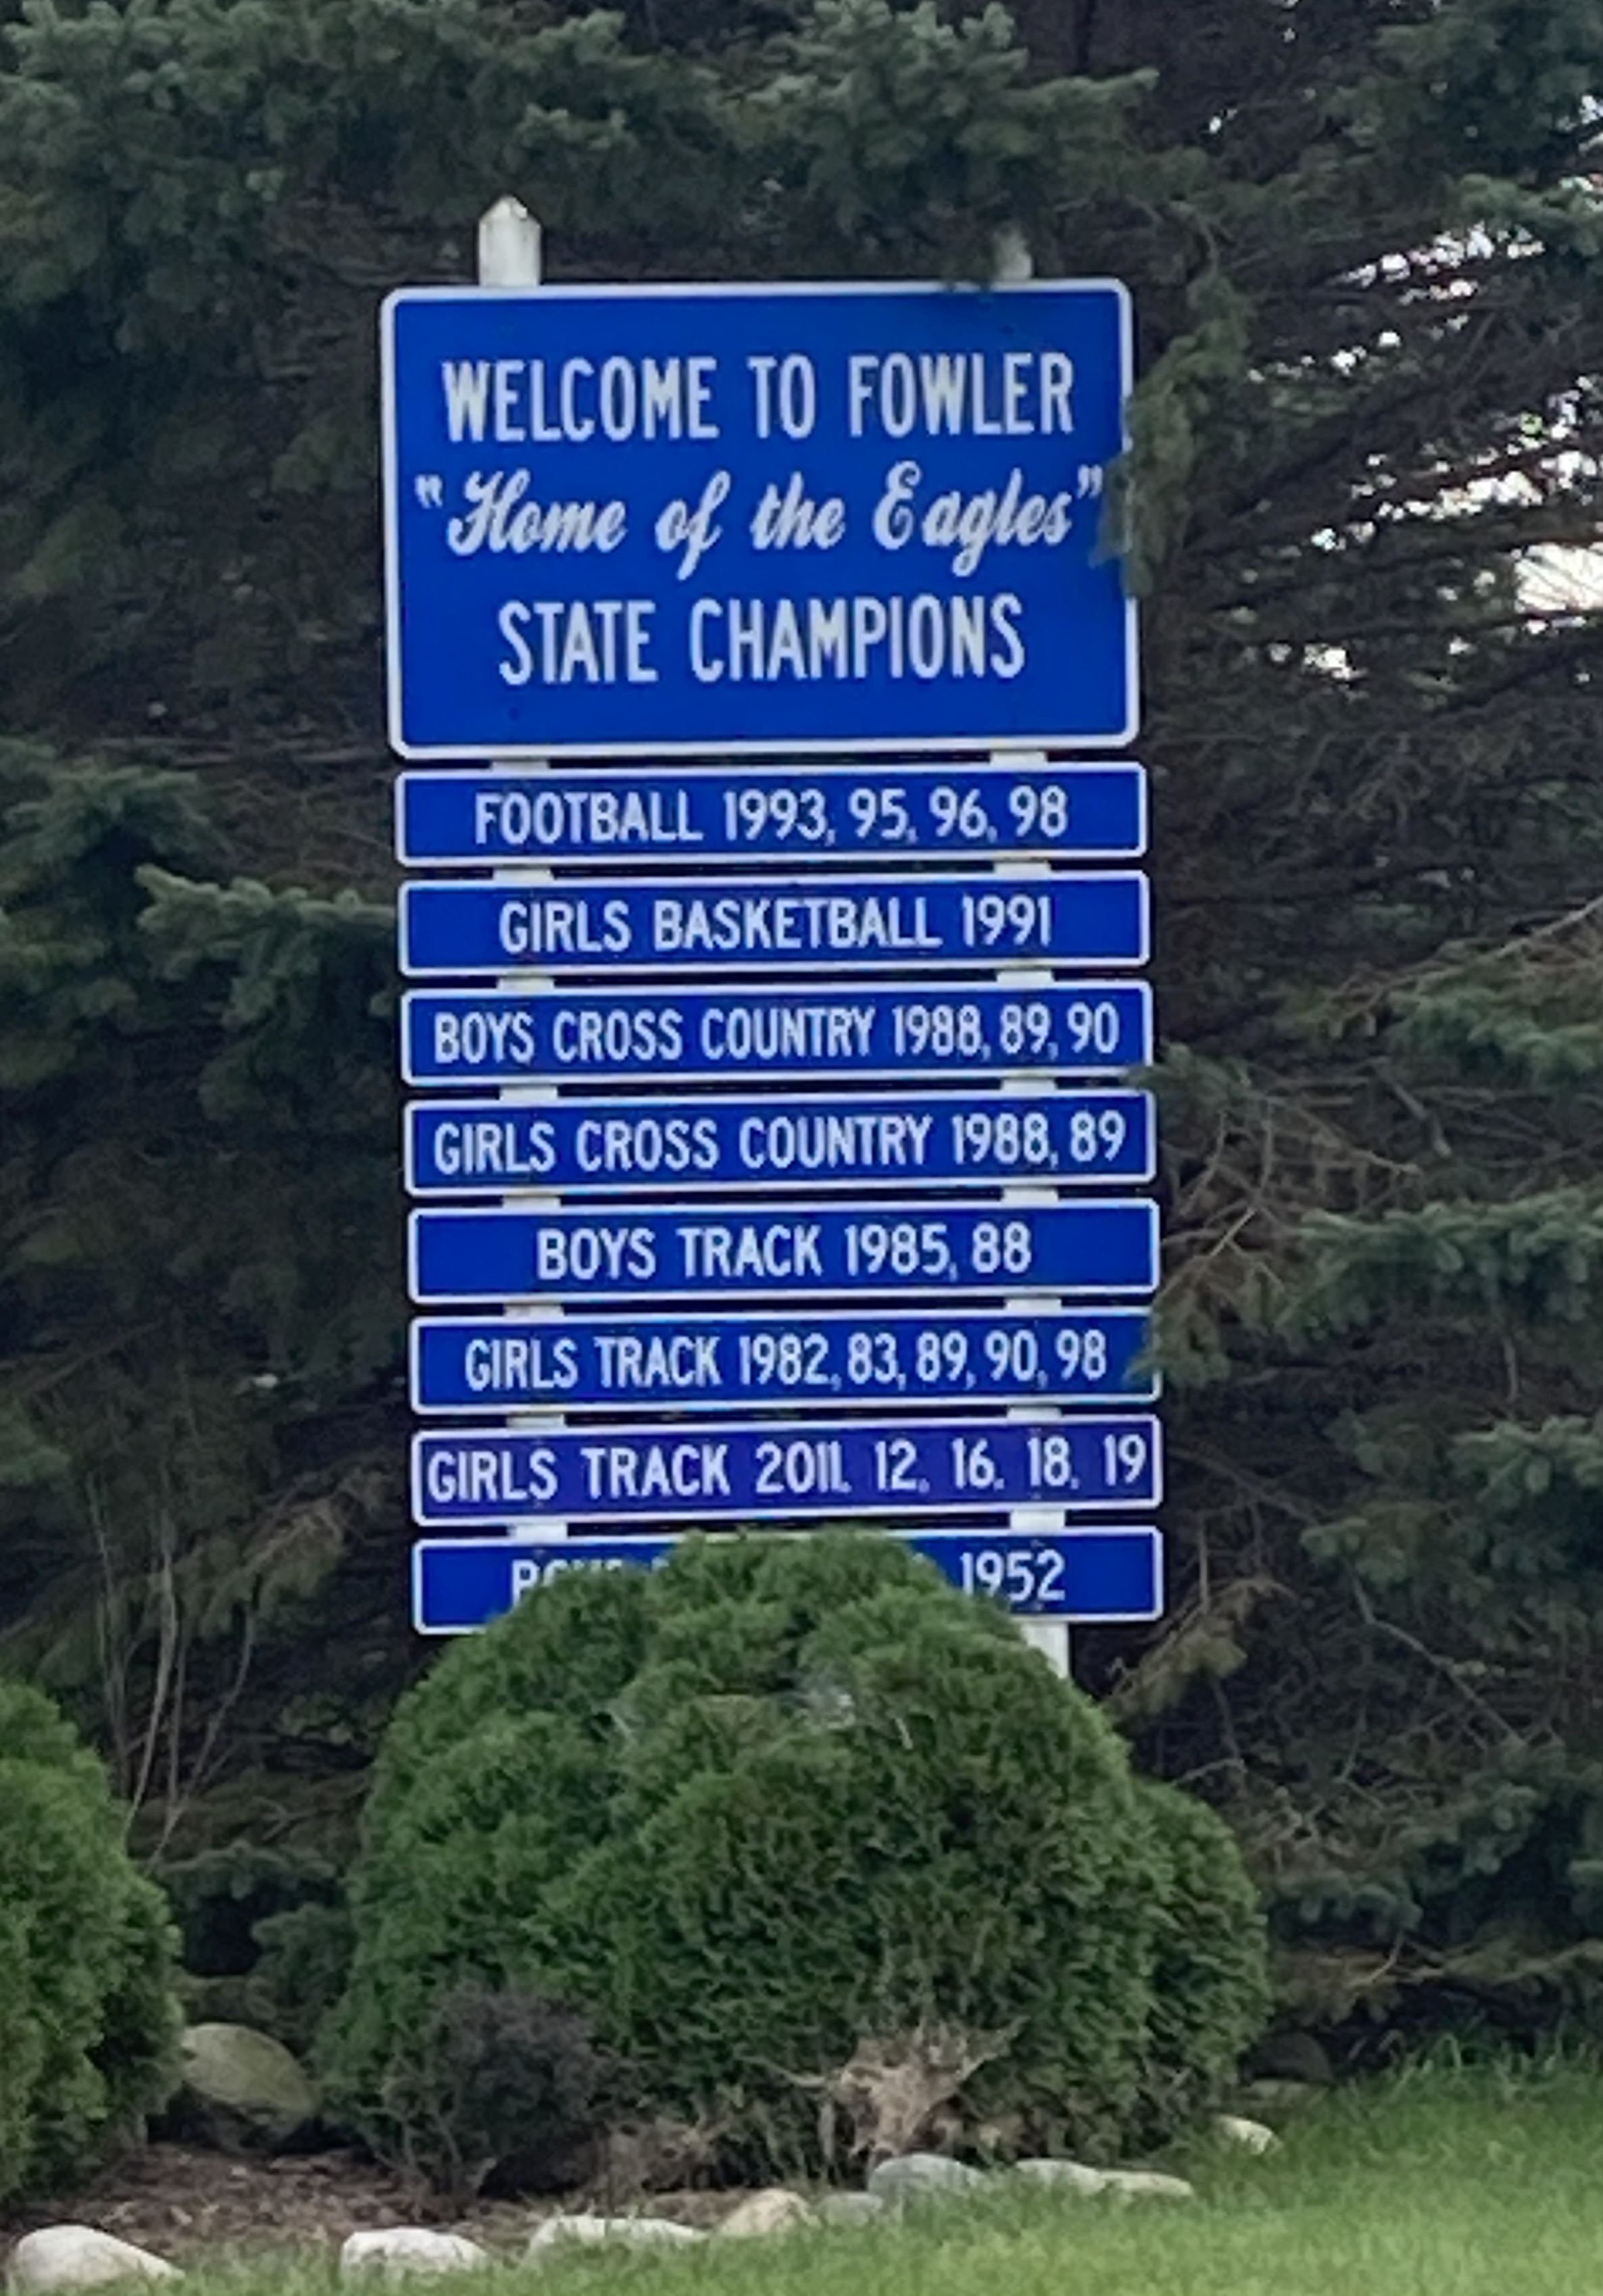 WELCOME TO FOWLER
"Home of the Eagles"
STATE CHAMPIONS
FOOTBALL 1993, 95, 96, 98
GIRLS BASKETBALL 1991
BOYS CROSS COUNTRY 1988, 89, 90
GIRLS CROSS COUNTRY 1988, 89
BOYS TRACK 1985, 88
GIRLS TRACK 1982, 83, 89, 90, 98
GIRLS TRACK 2011, 12, 16, 18, 19
BOYS 1952